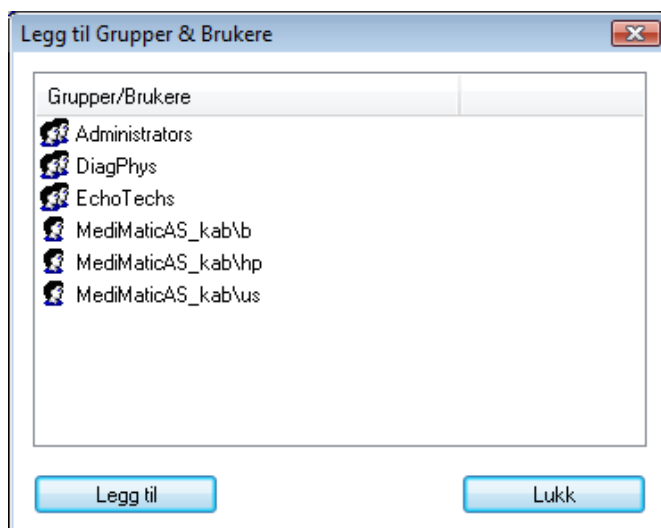 Legg til Grupper & Brukere
Grupper/Brukere
Administrators
DiagPhys
EchoTechs
MediMaticAS_kab\b
MediMaticAS_kab\hp
MediMaticAS_kab\us
Legg til
Lukk